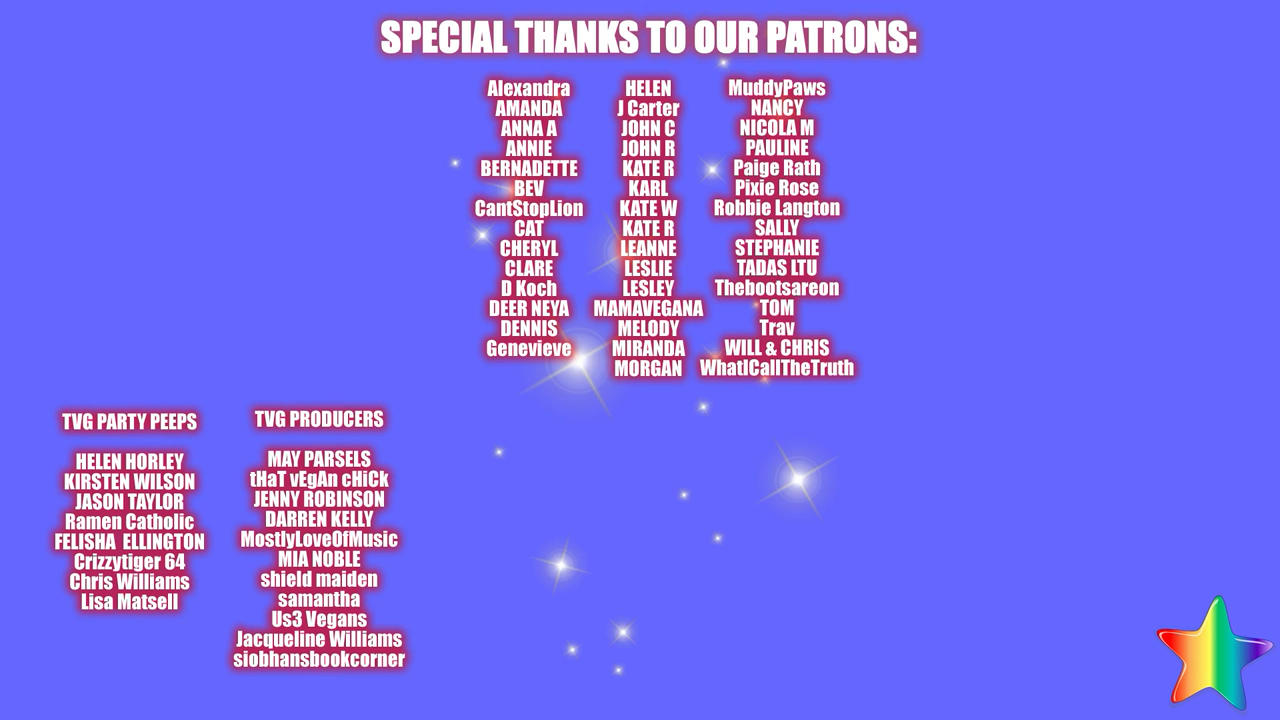 SPECIAL THANKS TO OUR PATRONS:
Alexandra
AMANDA
ANNA A
ANNIE
BERNADETTE
BEV
CantStopLion
CAT
CHERYL
CLARE
D Koch
DEER NEYA
DENNIS
Genevieve
HELEN
J Carter
JOHN C
JOHN R
KATE R
KARL
KATE W
KATE R
LEANNE
LESLIE
LESLEY
MAMAVEGANA
MELODY
MIRANDA
MORGAN
MuddyPaws
NANCY
NICOLA M
PAULINE
Paige Rath
Pixie Rose
Robbie Langton
SALLY
STEPHANIE
TADAS LTU
Thebootsareon
TOM
Trav
WILL & CHRIS
WhatICallTheTruth
TVG PARTY PEEPS
HELEN HORLEY
KIRSTEN WILSON
JASON TAYLOR
Ramen Catholic
FELISHA ELLINGTON
Crizzytiger 64
Chris Williams
Lisa Matsell
TVG PRODUCERS
MAY PARSELS
tHaT vEgAn cHiCk
JENNY ROBINSON
DARREN KELLY
MostlyLoveOfMusic
MIA NOBLE
shield maiden
samantha
Us3 Vegans
Jacqueline Williams
siobhansbookcorner